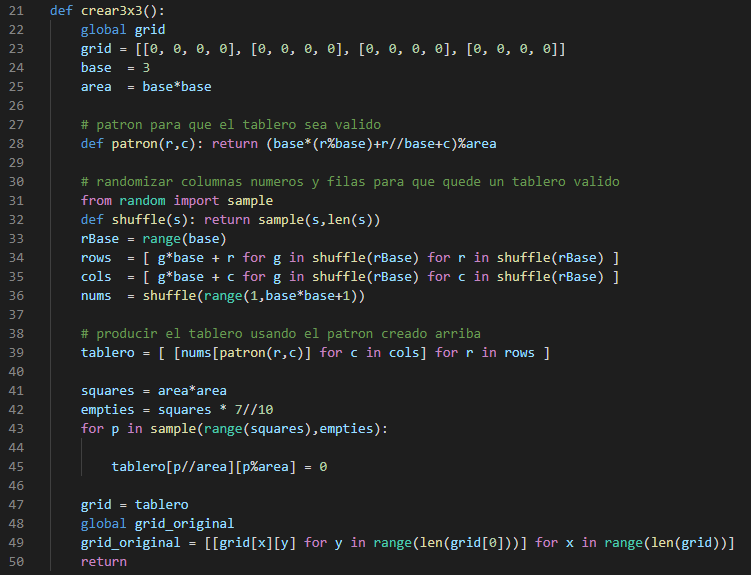 21 def crear3x3():
22     global grid
23     grid = [[0, 0, 0, 0], [0, 0, 0, 0], [0, 0, 0, 0], [0, 0, 0, 0]]
24     base  = 3
25     area  = base*base
26
27     # patron para que el tablero sea valido
28     def patron(r,c): return (base*(r%base)+r//base+c)%area
29
30     # randomizar columnas numeros y filas para que quede un tablero valido
31     from random import sample
32     def shuffle(s): return sample(s,len(s))
33     rBase = range(base)
34     rows  = [ g*base + r for g in shuffle(rBase) for r in shuffle(rBase) ]
35     cols  = [ g*base + c for g in shuffle(rBase) for c in shuffle(rBase) ]
36     nums  = shuffle(range(1,base*base+1))
37
38     # producir el tablero usando el patron creado arriba
39     tablero = [ [nums[patron(r,c)] for c in cols] for r in rows ]
40
41     squares = area*area
42     empties = squares * 7//10
43     for p in sample(range(squares),empties):
44
45         tablero[p//area][p%area] = 0
46
47     grid = tablero
48     global grid_original
49     grid_original = [[grid[x][y] for y in range(len(grid[0]))] for x in range(len(grid))]
50     return